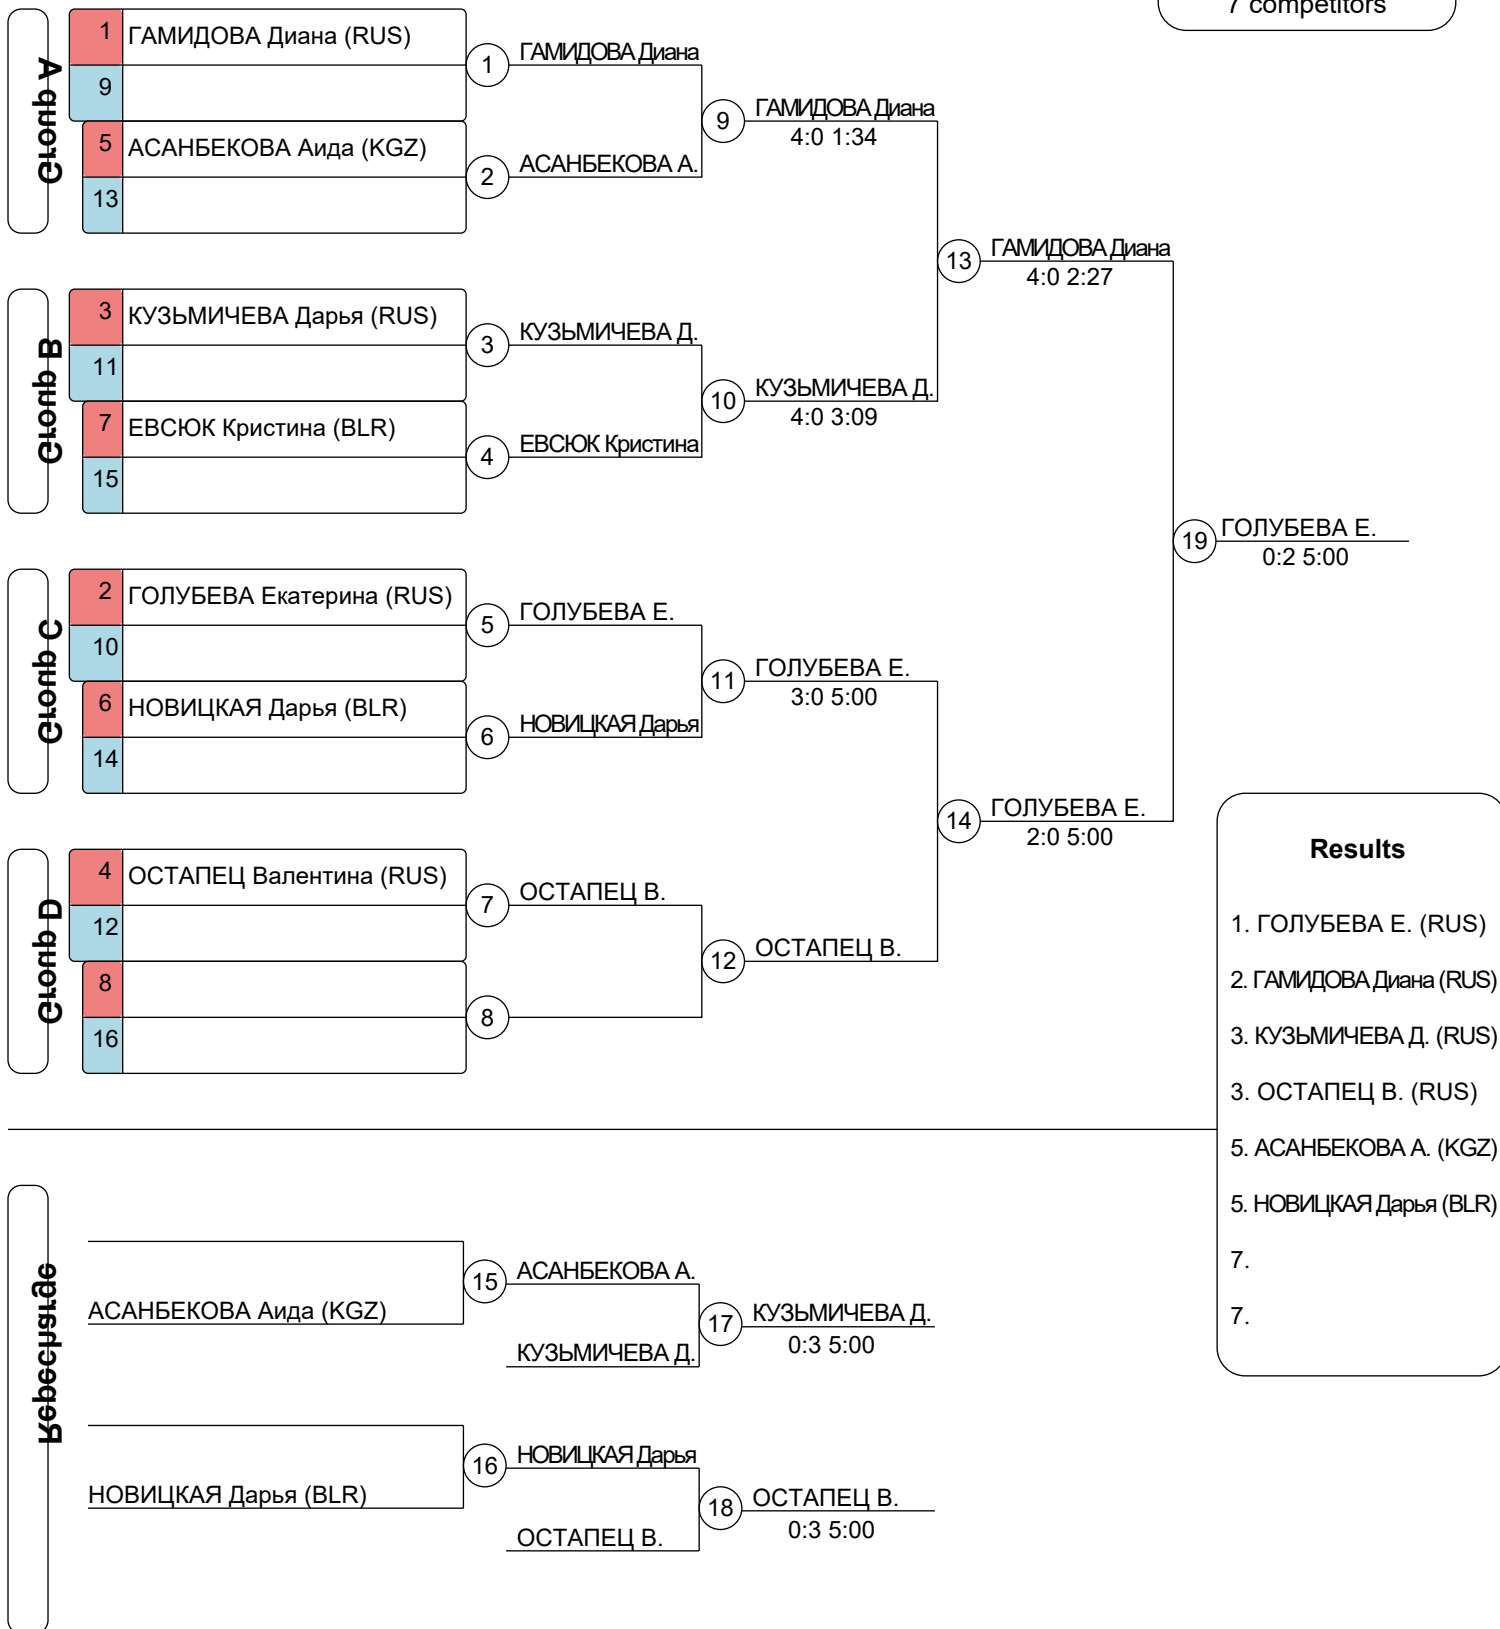 7 competitors
Group A
1 ГАМИДОВА Диана (RUS)
9
5 АСАНБЕКОВА Аида (KGZ)
13
1 ГАМИДОВА Диана
2 АСАНБЕКОВА А.
9 ГАМИДОВА Диана
4:0 1:34
Group B
3 КУЗЬМИЧЕВА Дарья (RUS)
11
7 ЕВСЮК Кристина (BLR)
15
3 КУЗЬМИЧЕВА Д.
4 ЕВСЮК Кристина
10 КУЗЬМИЧЕВА Д.
4:0 3:09
13 ГАМИДОВА Диана
4:0 2:27
Group C
2 ГОЛУБЕВА Екатерина (RUS)
10
6 НОВИЦКАЯ Дарья (BLR)
14
5 ГОЛУБЕВА Е.
6 НОВИЦКАЯ Дарья
11 ГОЛУБЕВА Е.
3:0 5:00
Group D
4 ОСТАПЕЦ Валентина (RUS)
12
8
16
7 ОСТАПЕЦ В.
8
12 ОСТАПЕЦ В.
14 ГОЛУБЕВА Е.
2:0 5:00
19 ГОЛУБЕВА Е.
0:2 5:00
Results
1. ГОЛУБЕВА Е. (RUS)
2. ГАМИДОВА Диана (RUS)
3. КУЗЬМИЧЕВА Д. (RUS)
3. ОСТАПЕЦ В. (RUS)
5. АСАНБЕКОВА А. (KGZ)
5. НОВИЦКАЯ Дарья (BLR)
7.
7.
Repechage
АСАНБЕКОВА Аида (KGZ)
15 АСАНБЕКОВА А.
КУЗЬМИЧЕВА Д.
17 КУЗЬМИЧЕВА Д.
0:3 5:00
НОВИЦКАЯ Дарья (BLR)
16 НОВИЦКАЯ Дарья
ОСТАПЕЦ В.
18 ОСТАПЕЦ В.
0:3 5:00